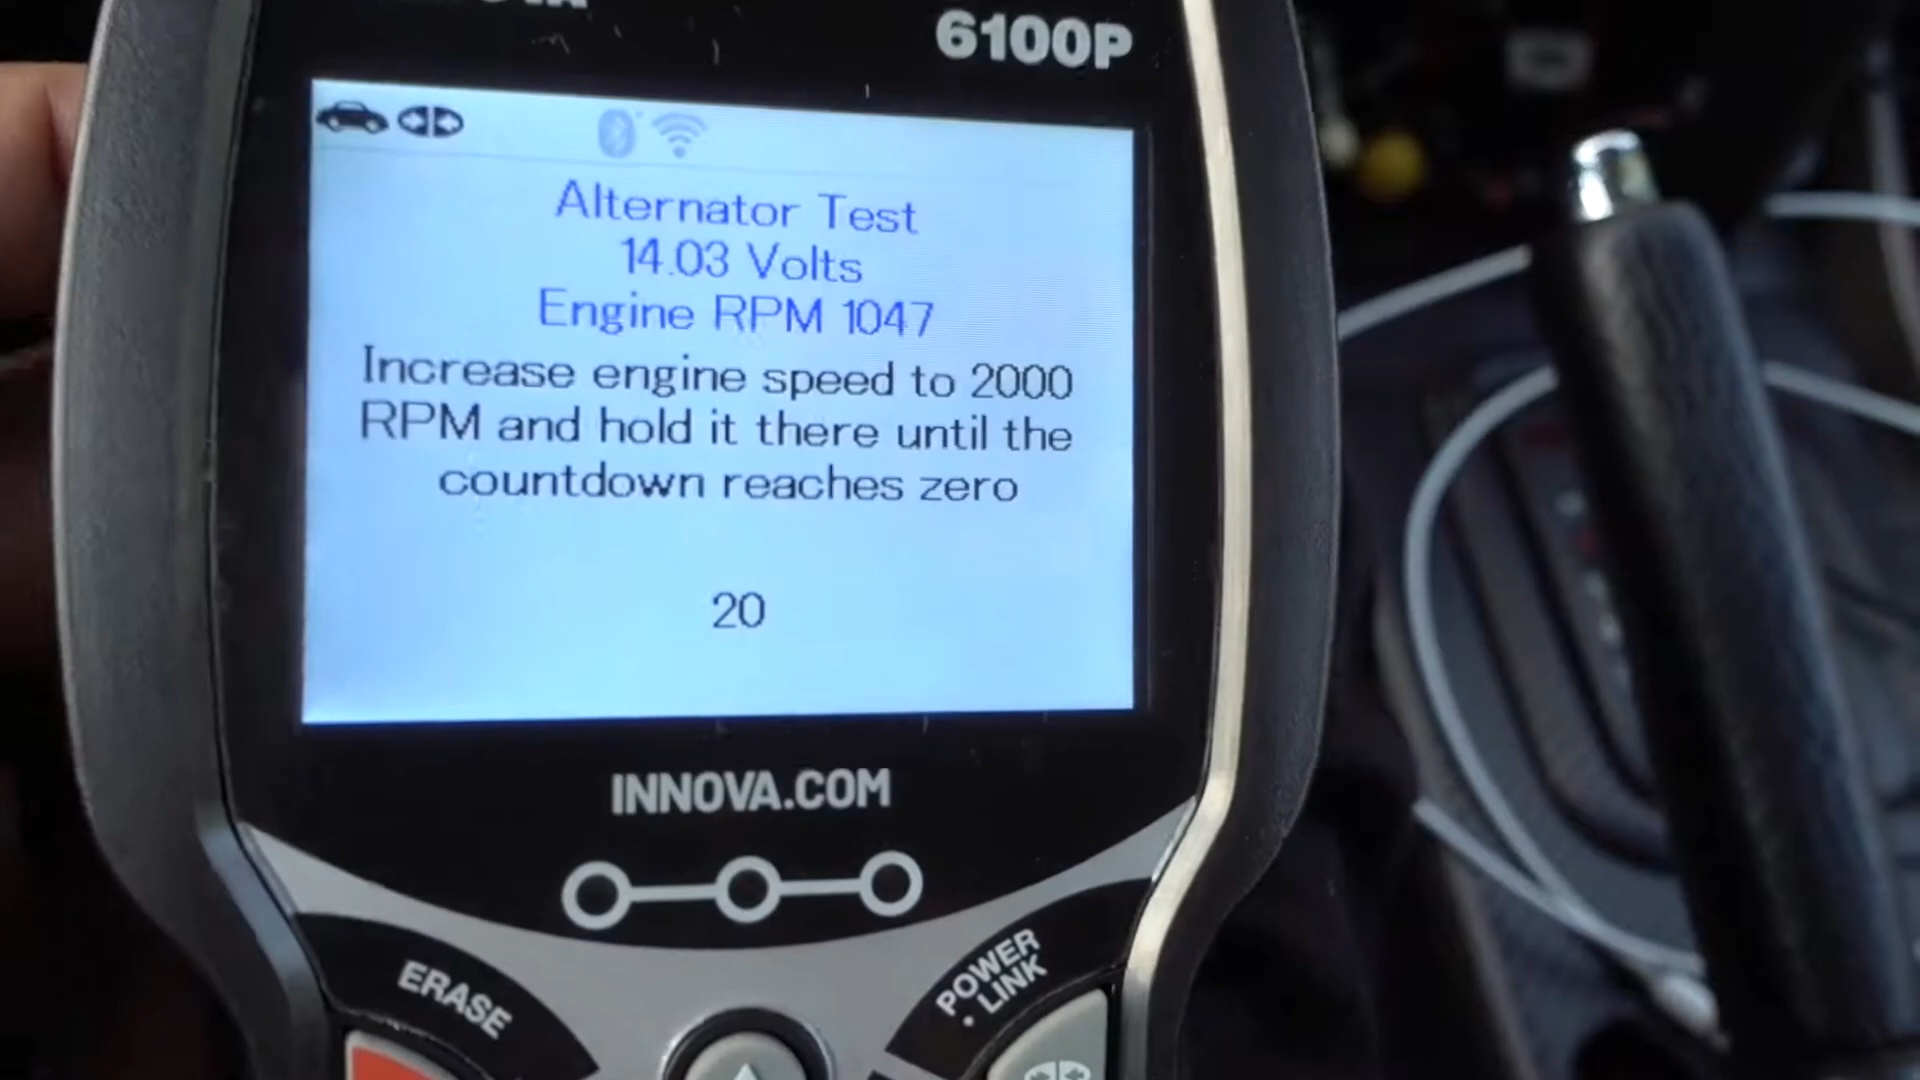 6100P
Alternator Test
14.03 Volts
Engine RPM 1047
Increase engine speed to 2000
RPM and hold it there until the
countdown reaches zero
20
INNOVA.COM
ERASE
POWER
LINK